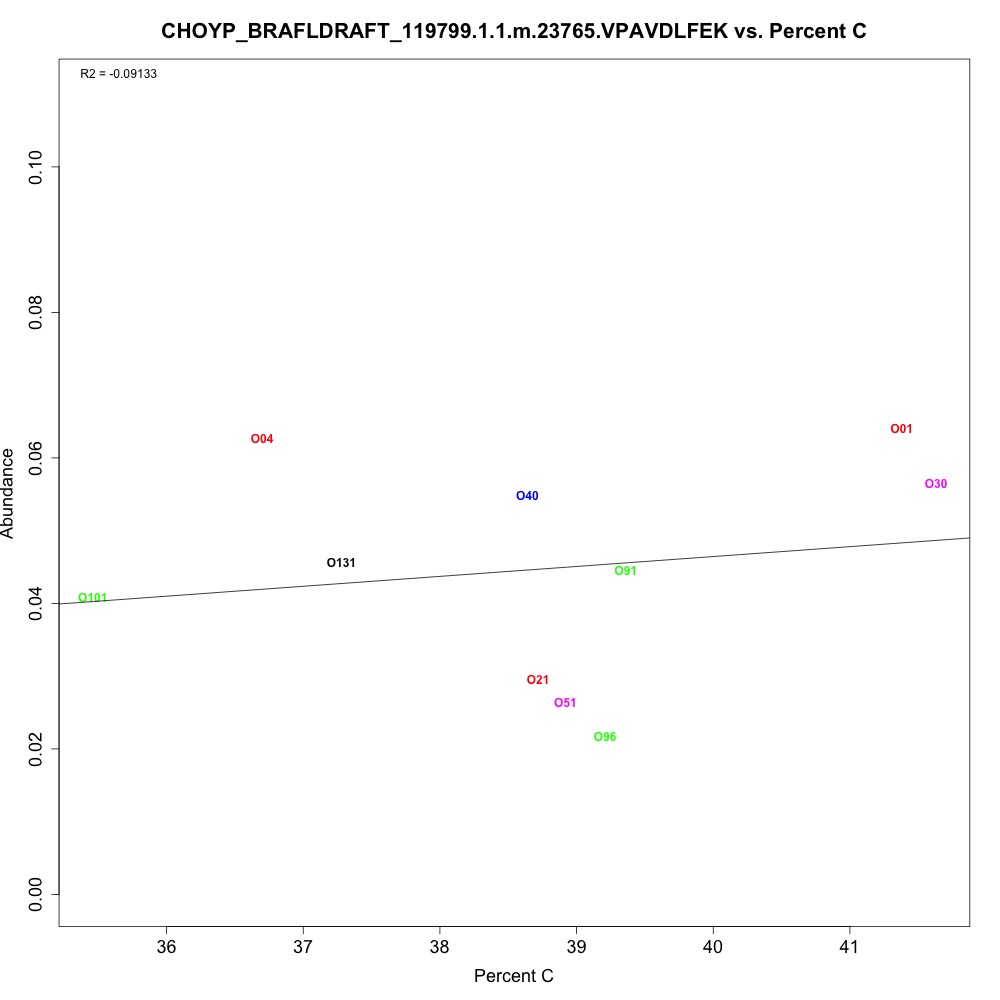 CHOYP_BRAFLDRAFT_119799.1.1.m.23765.VPAVDLFEK vs. Percent C
R2 = -0.09133
0.10
0.08
0.06
0.04
0.02
0.00
Abundance
O04
O01
O30
O40
O131
O91
O101
O21
O51
O96
36 37 38 39 40 41
Percent C